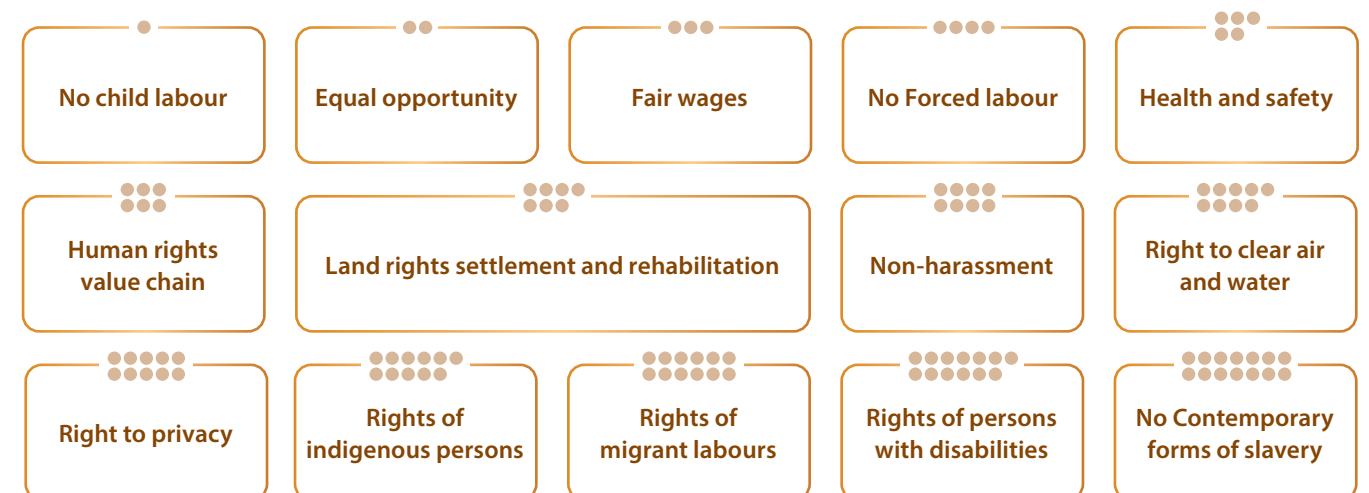 No child labour
Equal opportunity
Fair wages
No Forced labour
Health and safety
Human rights
value chain
Land rights settlement and rehabilitation
Non-harassment
Right to clear air
and water
Right to privacy
Rights of
indigenous persons
Rights of
migrant labours
Rights of persons
with disabilities
No Contemporary
forms of slavery